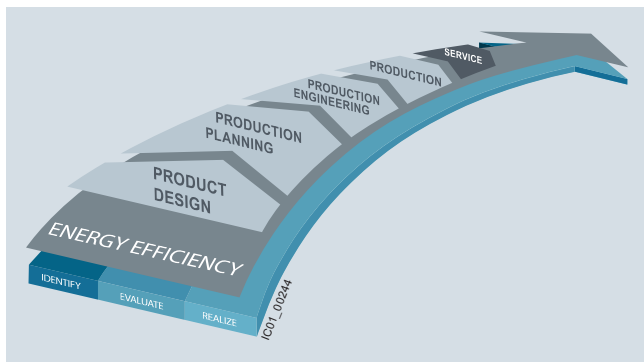 SERVICE
PRODUCTION
PRODUCTION
ENGINEERING
PRODUCTION
PLANNING
PRODUCT
DESIGN
ENERGY EFFICIENCY
IDENTIFY
EVALUATE
REALIZE
IC01_00244